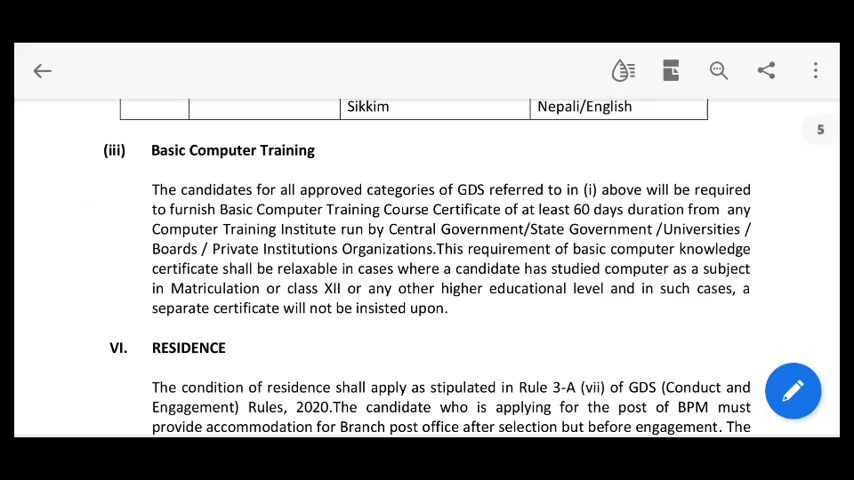 Sikkim Nepali/English
5
(iii) Basic Computer Training
The candidates for all approved categories of GDS referred to in (i) above will be required
to furnish Basic Computer Training Course Certificate of at least 60 days duration from any
Computer Training Institute run by Central Government/State Government /Universities /
Boards / Private Institutions Organizations.This requirement of basic computer knowledge
certificate shall be relaxable in cases where a candidate has studied computer as a subject
in Matriculation or class XII or any other higher educational level and in such cases, a
separate certificate will not be insisted upon.
VI. RESIDENCE
The condition of residence shall apply as stipulated in Rule 3-A (vii) of GDS (Conduct and
Engagement) Rules, 2020.The candidate who is applying for the post of BPM must
provide accommodation for Branch post office after selection but before engagement. The